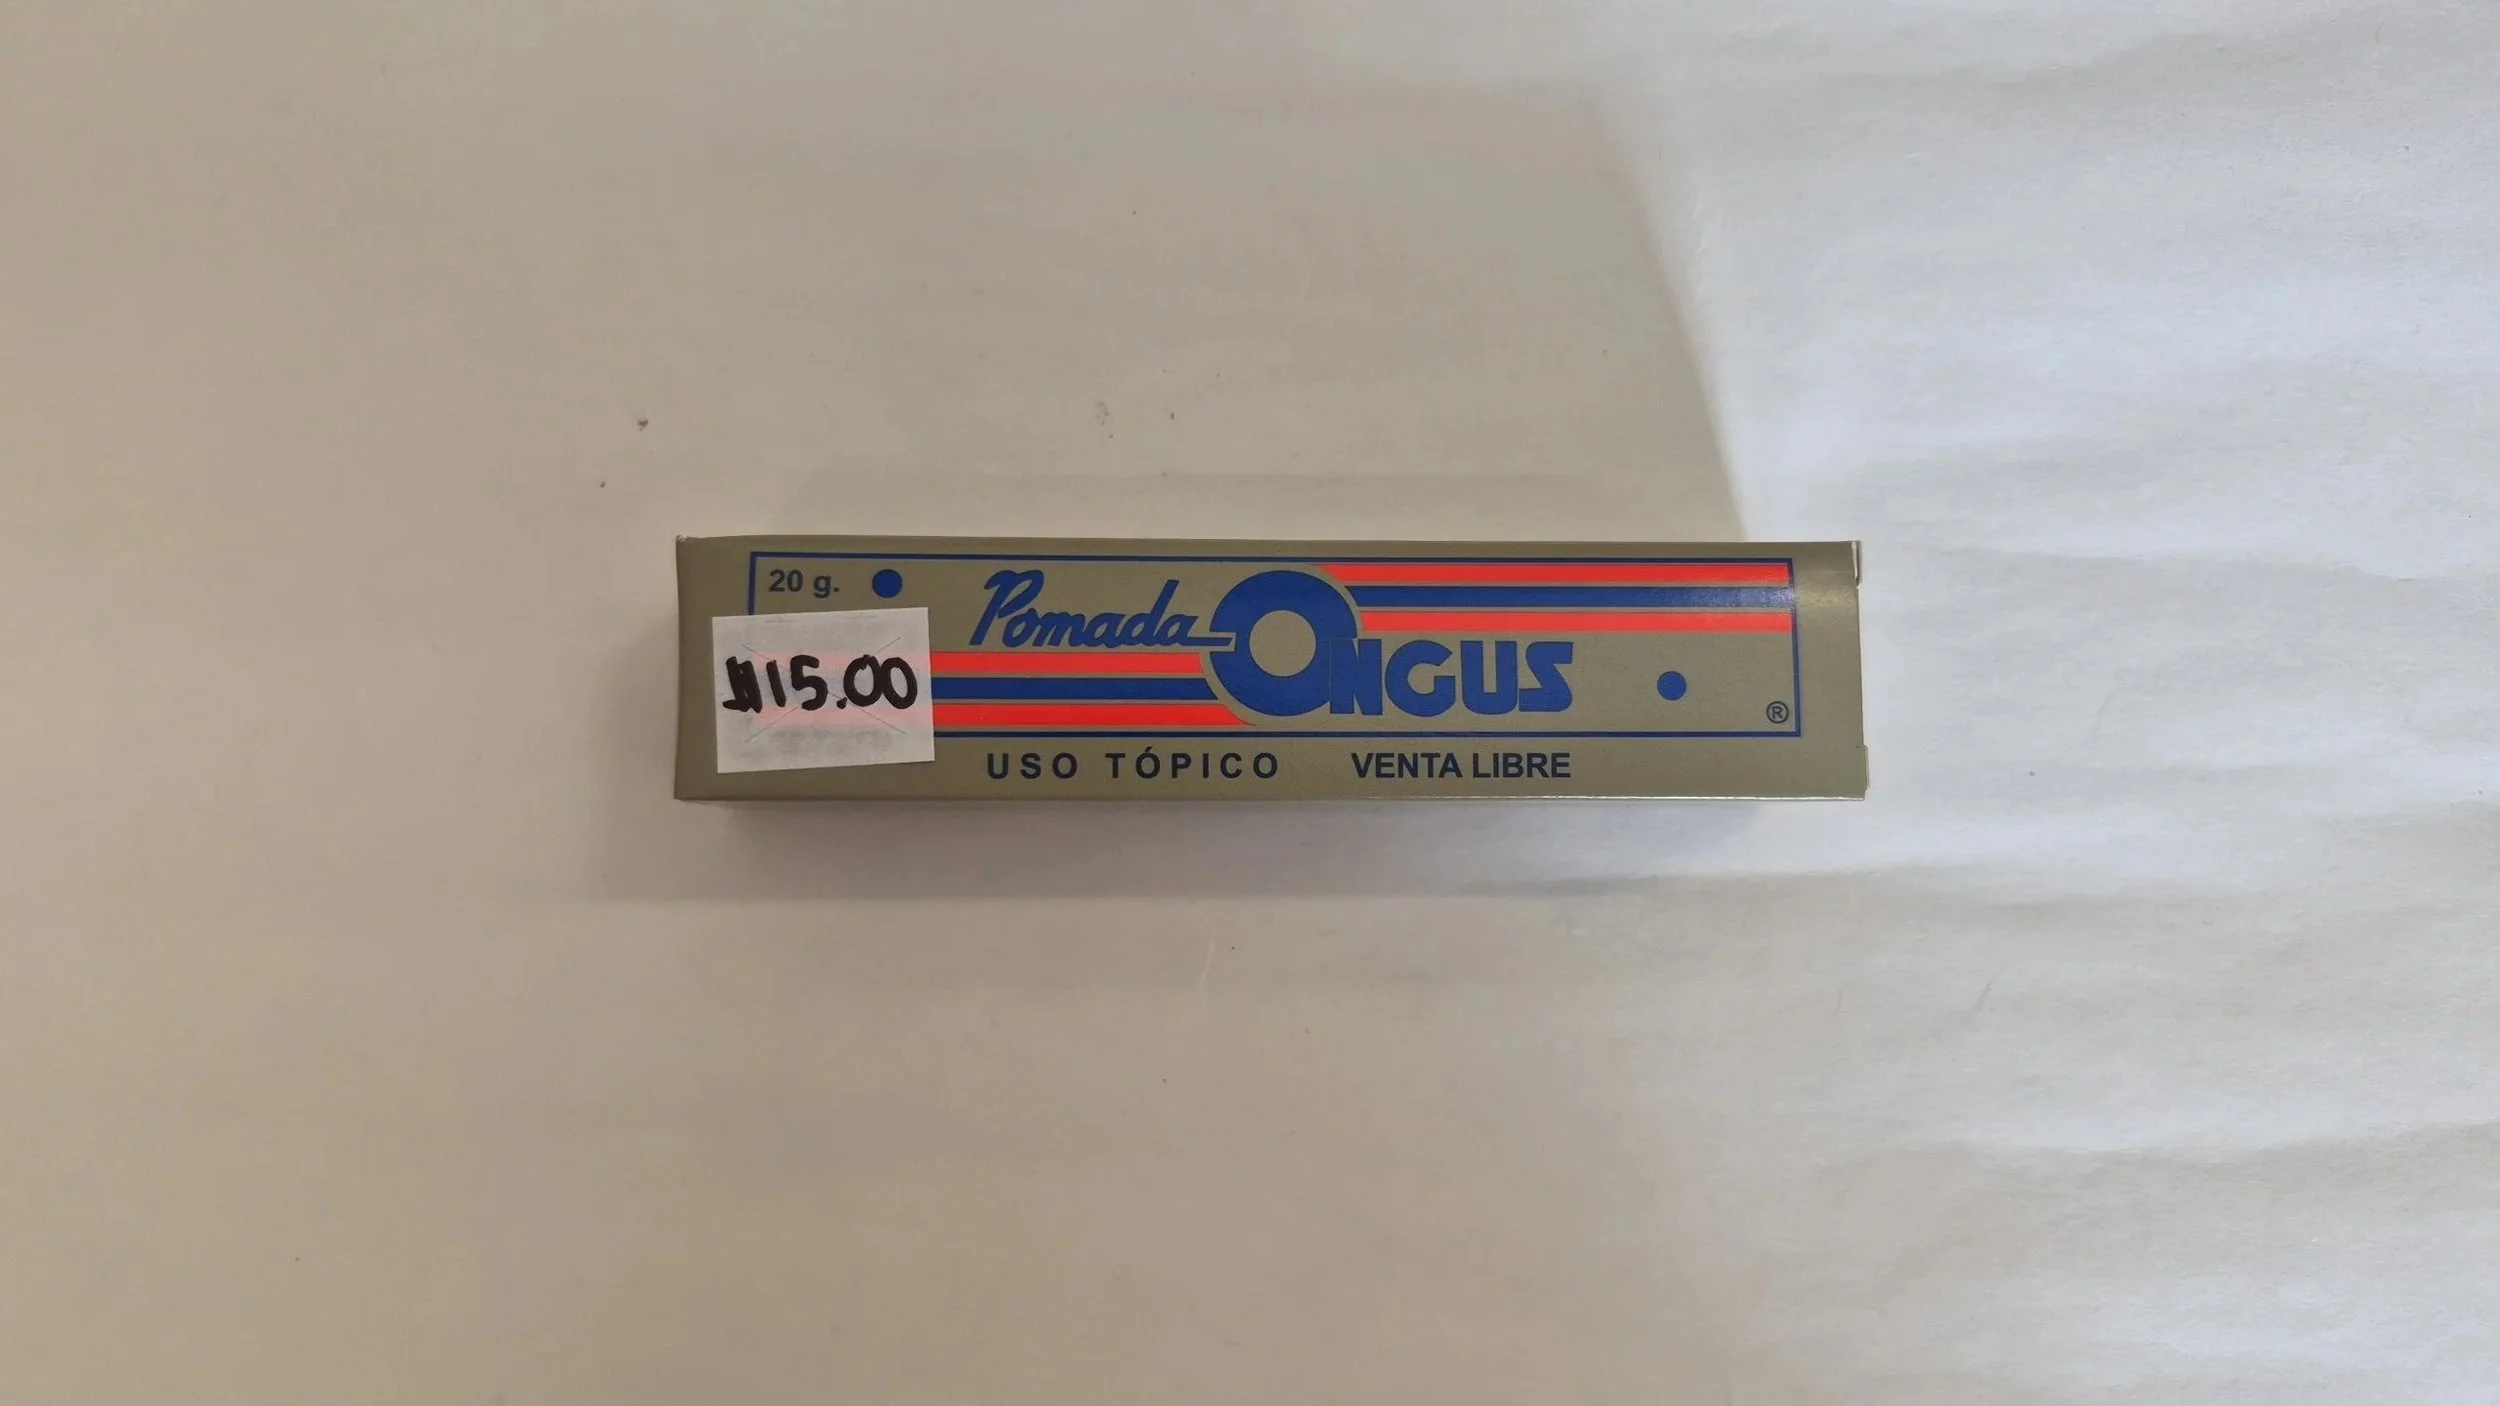 20 g.
Pomada ONGUS
$15.00
®
USO TÓPICO VENTA LIBRE